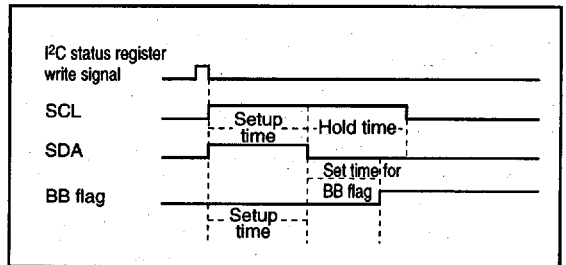 I²C status register
write signal
SCL
Setup
time
Hold time
SDA
Set time for
BB flag
BB flag
Setup
time